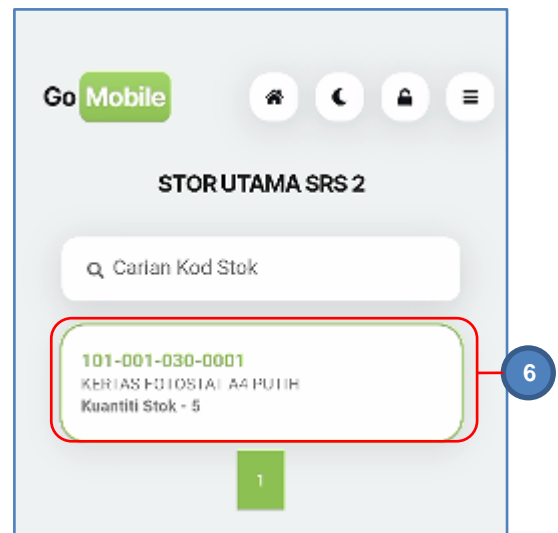 Go Mobile
STOR UTAMA SRS 2
Carian Kod Stok
101-001-030-0001
KERTAS FOTOSTAT A4 PUTIH
Kuantiti Stok - 5
6
1